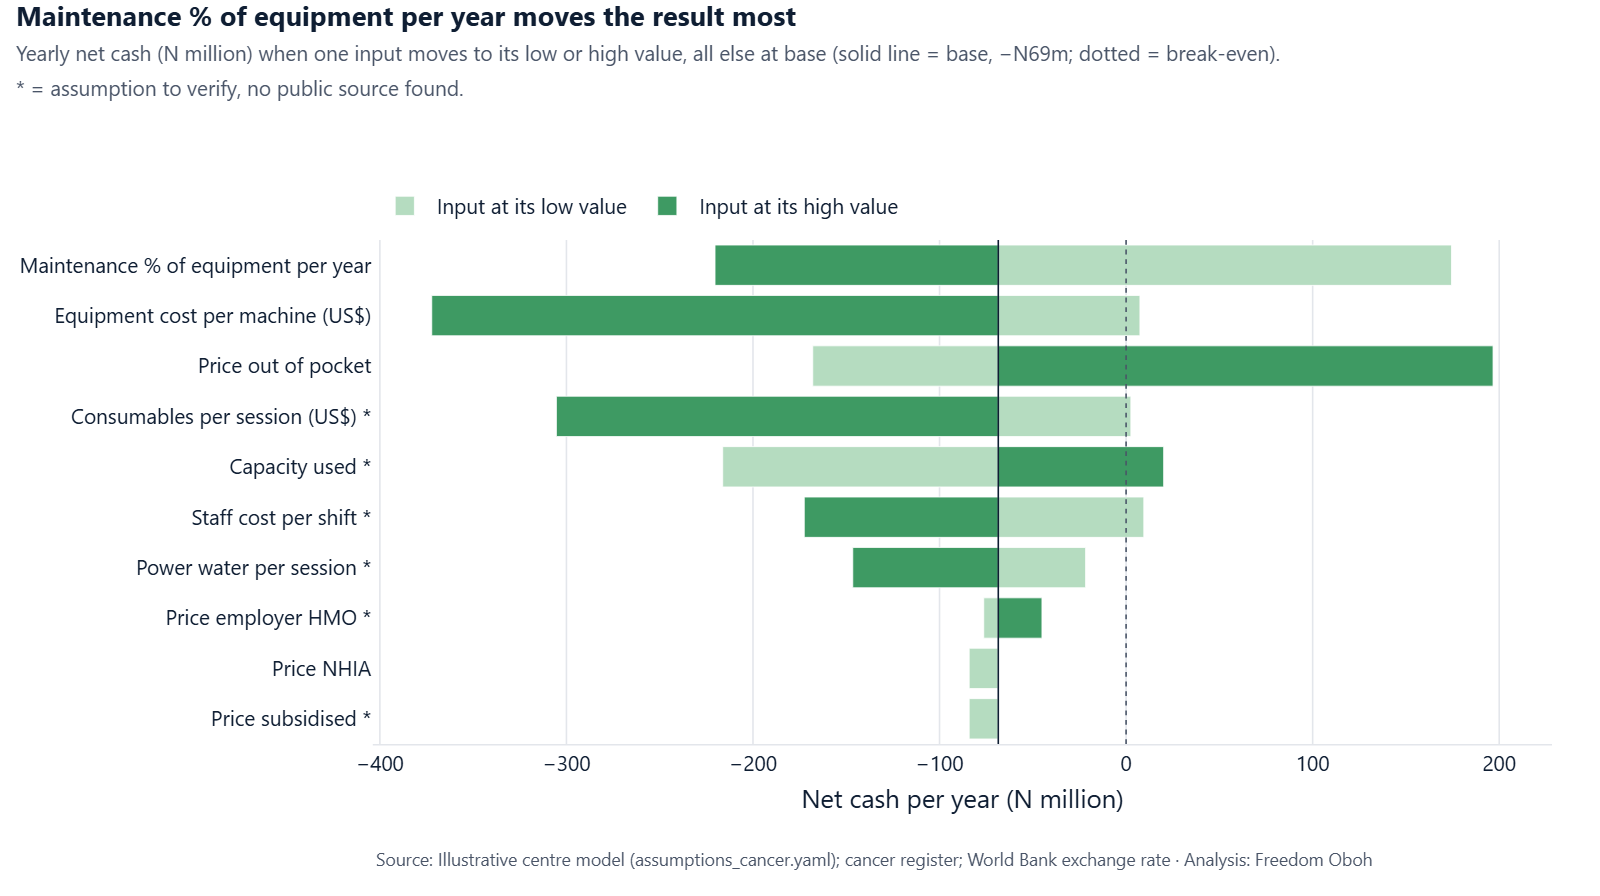 Maintenance % of equipment per year moves the result most
Yearly net cash (N million) when one input moves to its low or high value, all else at base (solid line = base, −N69m; dotted = break-even).
* = assumption to verify, no public source found.
Input at its low value
Input at its high value
Maintenance % of equipment per year
Equipment cost per machine (US$)
Price out of pocket
Consumables per session (US$) *
Capacity used *
Staff cost per shift *
Power water per session *
Price employer HMO *
Price NHIA
Price subsidised *
−400 −300 −200 −100 0 100 200
Net cash per year (N million)
Source: Illustrative centre model (assumptions_cancer.yaml); cancer register; World Bank exchange rate · Analysis: Freedom Oboh